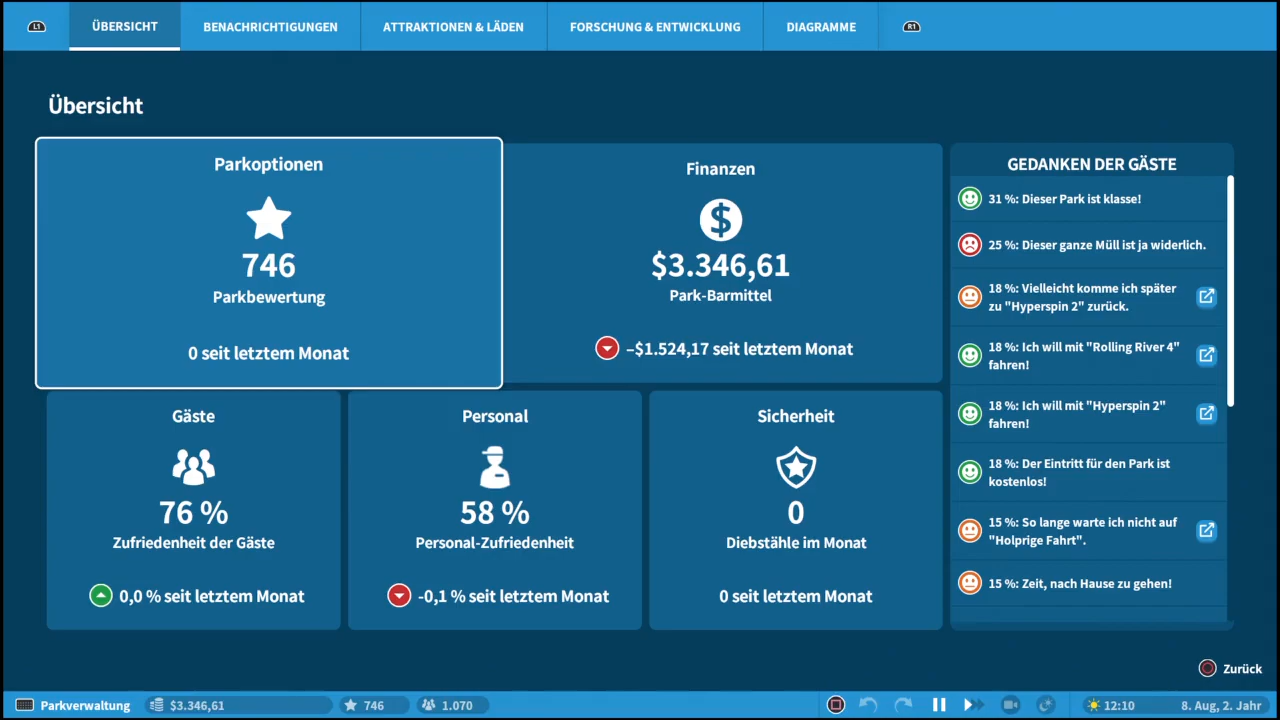 L1
ÜBERSICHT
BENACHRICHTIGUNGEN
ATTRAKTIONEN & LÄDEN
FORSCHUNG & ENTWICKLUNG
DIAGRAMME
R1
Übersicht
Parkoptionen
746
Parkbewertung
0 seit letztem Monat
Finanzen
$
$3.346,61
Park-Barmittel
–$1.524,17 seit letztem Monat
Gäste
76 %
Zufriedenheit der Gäste
0,0 % seit letztem Monat
Personal
58 %
Personal-Zufriedenheit
-0,1 % seit letztem Monat
Sicherheit
0
Diebstähle im Monat
0 seit letztem Monat
GEDANKEN DER GÄSTE
31 %: Dieser Park ist klasse!
25 %: Dieser ganze Müll ist ja widerlich.
18 %: Vielleicht komme ich später
zu "Hyperspin 2" zurück.
18 %: Ich will mit "Rolling River 4"
fahren!
18 %: Ich will mit "Hyperspin 2"
fahren!
18 %: Der Eintritt für den Park ist
kostenlos!
15 %: So lange warte ich nicht auf
"Holprige Fahrt".
15 %: Zeit, nach Hause zu gehen!
Zurück
Parkverwaltung
$3.346,61
746
1.070
12:10
8. Aug, 2. Jahr